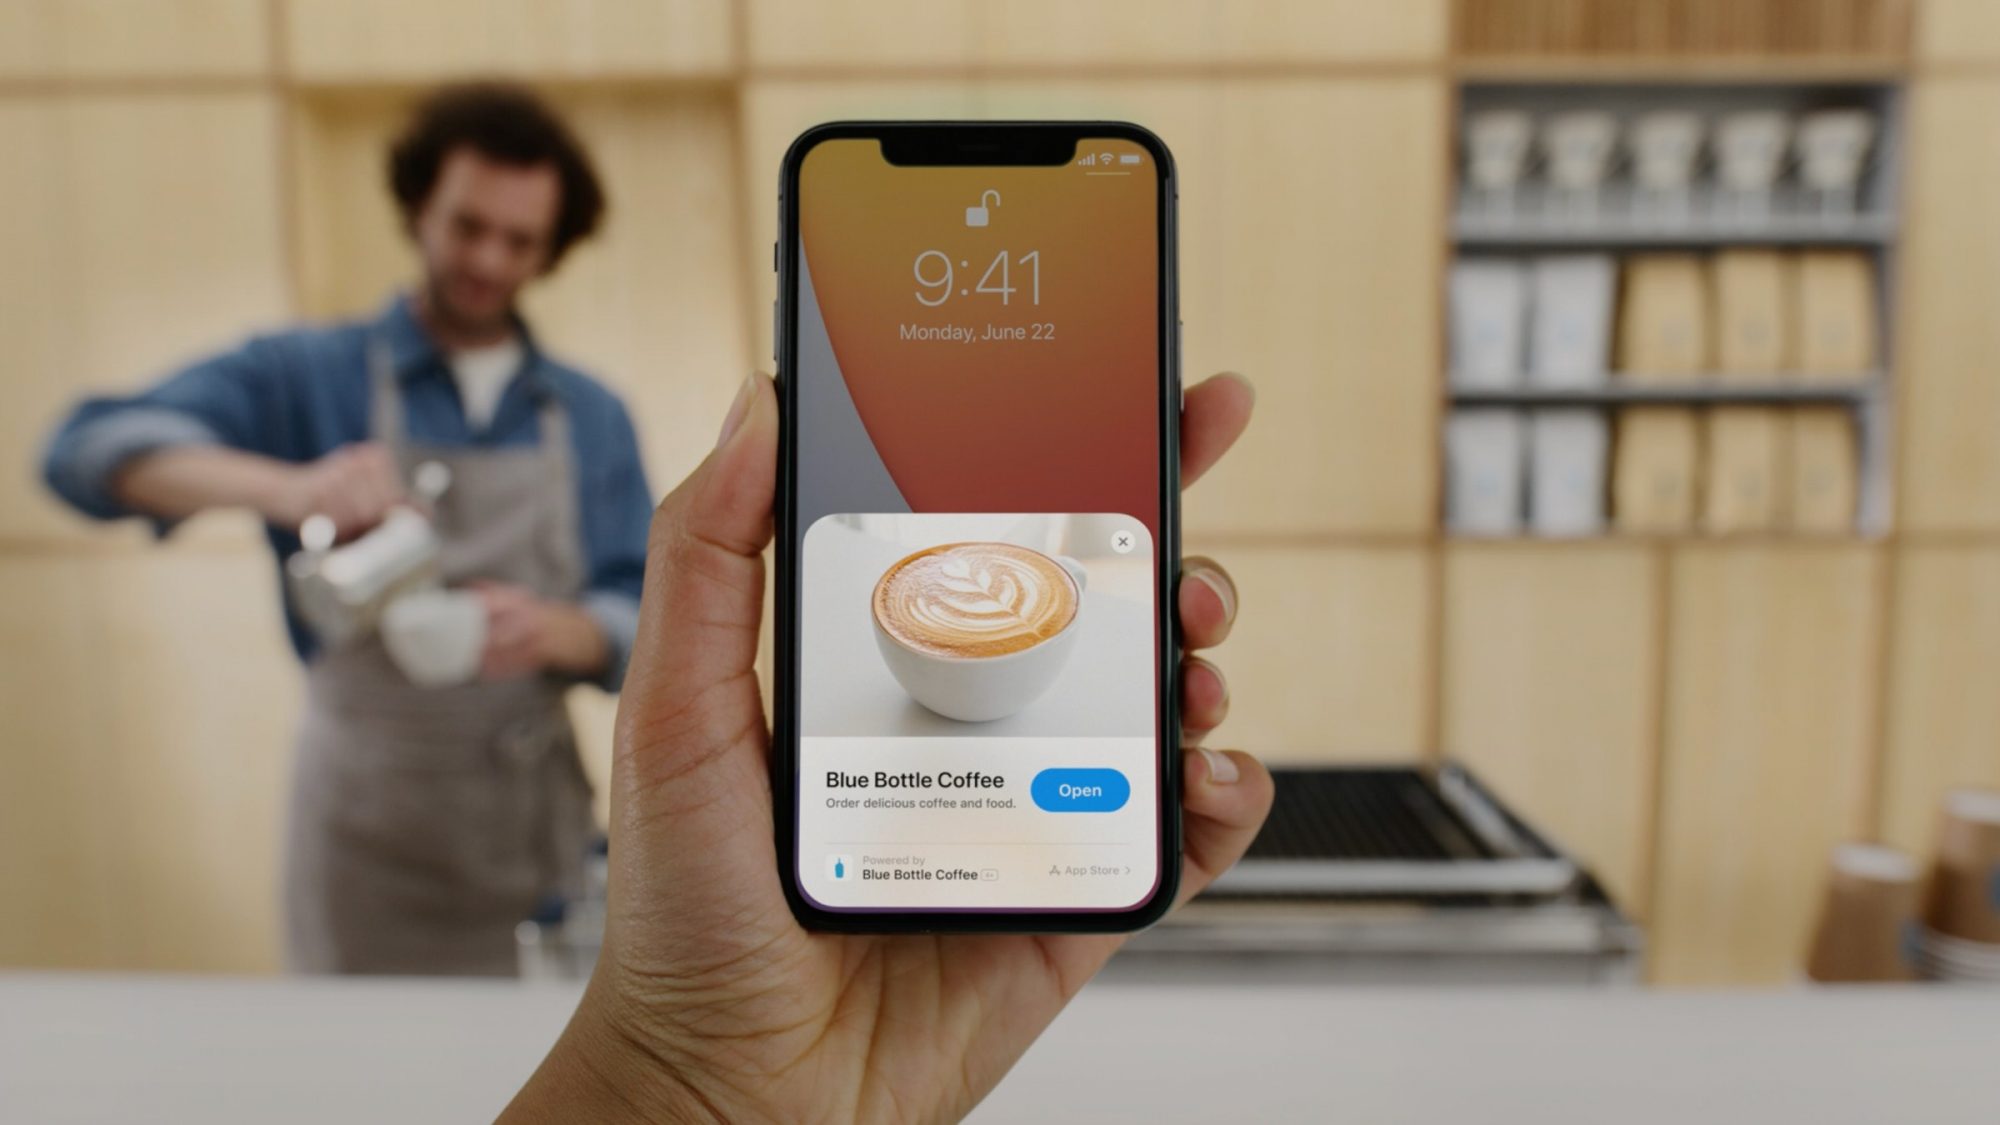 9:41
Monday, June 22
Blue Bottle Coffee
Open
Order delicious coffee and food.
Powered by
Blue Bottle Coffee 4+
App Store